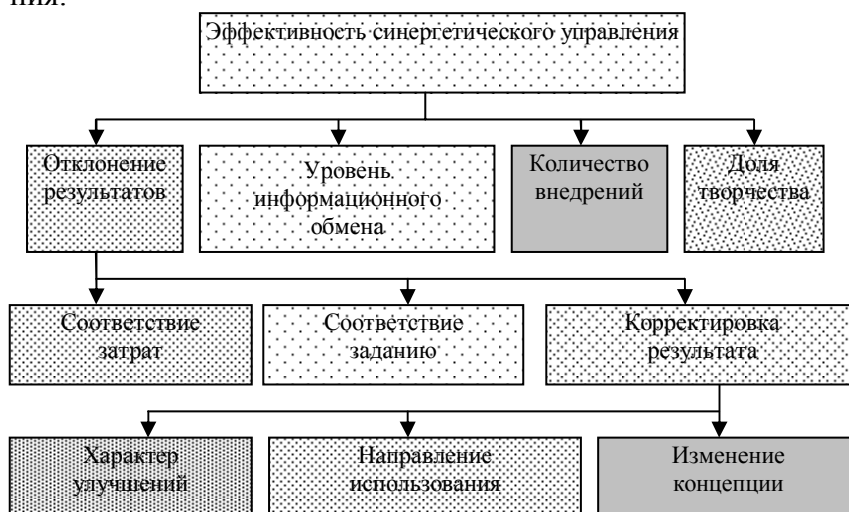 ния.
Эффективность синергетического управления
Отклонение
результатов
Уровень
информационного
обмена
Количество
внедрений
Доля
творчества
Соответствие
затрат
Соответствие
заданию
Корректировка
результата
Характер
улучшений
Направление
использования
Изменение
концепции